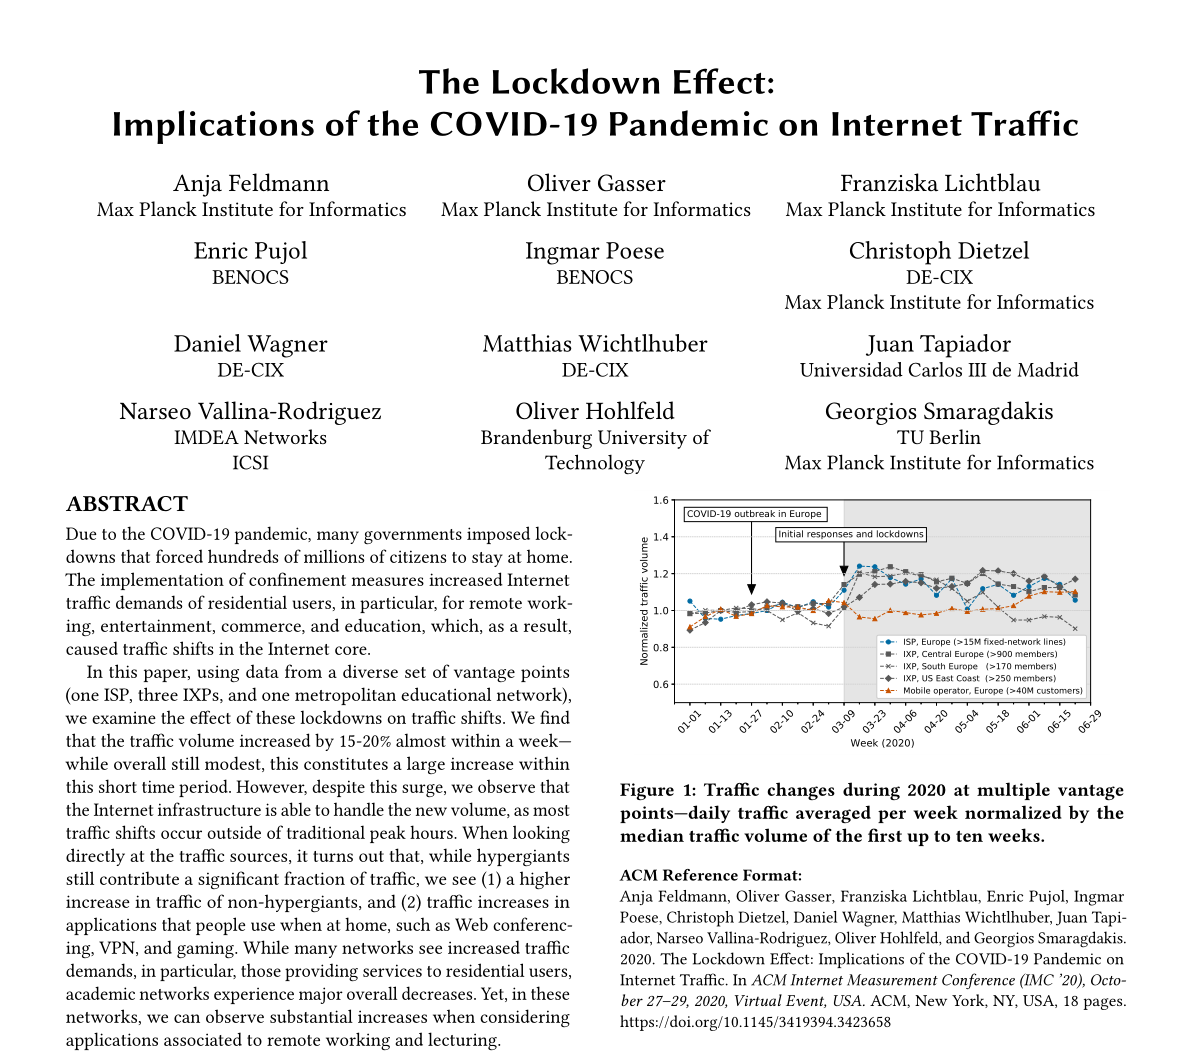 The Lockdown Effect:
Implications of the COVID-19 Pandemic on Internet Traffic
Anja Feldmann
Max Planck Institute for Informatics
Oliver Gasser
Max Planck Institute for Informatics
Franziska Lichtblau
Max Planck Institute for Informatics
Enric Pujol
BENOCS
Ingmar Poese
BENOCS
Christoph Dietzel
DE-CIX
Max Planck Institute for Informatics
Daniel Wagner
DE-CIX
Matthias Wichtlhuber
DE-CIX
Juan Tapiador
Universidad Carlos III de Madrid
Narseo Vallina-Rodriguez
IMDEA Networks
ICSI
Oliver Hohlfeld
Brandenburg University of
Technology
Georgios Smaragdakis
TU Berlin
Max Planck Institute for Informatics
ABSTRACT
Due to the COVID-19 pandemic, many governments imposed lock-
downs that forced hundreds of millions of citizens to stay at home.
The implementation of confinement measures increased Internet
traffic demands of residential users, in particular, for remote work-
ing, entertainment, commerce, and education, which, as a result,
caused traffic shifts in the Internet core.
In this paper, using data from a diverse set of vantage points
(one ISP, three IXPs, and one metropolitan educational network),
we examine the effect of these lockdowns on traffic shifts. We find
that the traffic volume increased by 15-20% almost within a week—
while overall still modest, this constitutes a large increase within
this short time period. However, despite this surge, we observe that
the Internet infrastructure is able to handle the new volume, as most
traffic shifts occur outside of traditional peak hours. When looking
directly at the traffic sources, it turns out that, while hypergiants
still contribute a significant fraction of traffic, we see (1) a higher
increase in traffic of non-hypergiants, and (2) traffic increases in
applications that people use when at home, such as Web conferenc-
ing, VPN, and gaming. While many networks see increased traffic
demands, in particular, those providing services to residential users,
academic networks experience major overall decreases. Yet, in these
networks, we can observe substantial increases when considering
applications associated to remote working and lecturing.
1.6
1.4
1.2
1.0
0.8
0.6
Normalized traffic volume
COVID-19 outbreak in Europe
Initial responses and lockdowns
ISP, Europe (>15M fixed-network lines)
IXP, Central Europe (>900 members)
IXP, South Europe (>170 members)
IXP, US East Coast (>250 members)
Mobile operator, Europe (>40M customers)
01-01
01-13
01-27
02-10
02-24
03-09
03-23
04-06
04-20
05-04
05-18
06-01
06-15
06-29
Week (2020)
Figure 1: Traffic changes during 2020 at multiple vantage
points—daily traffic averaged per week normalized by the
median traffic volume of the first up to ten weeks.
ACM Reference Format:
Anja Feldmann, Oliver Gasser, Franziska Lichtblau, Enric Pujol, Ingmar
Poese, Christoph Dietzel, Daniel Wagner, Matthias Wichtlhuber, Juan Tapi-
ador, Narseo Vallina-Rodriguez, Oliver Hohlfeld, and Georgios Smaragdakis.
2020. The Lockdown Effect: Implications of the COVID-19 Pandemic on
Internet Traffic. In ACM Internet Measurement Conference (IMC ’20), Octo-
ber 27–29, 2020, Virtual Event, USA. ACM, New York, NY, USA, 18 pages.
https://doi.org/10.1145/3419394.3423658